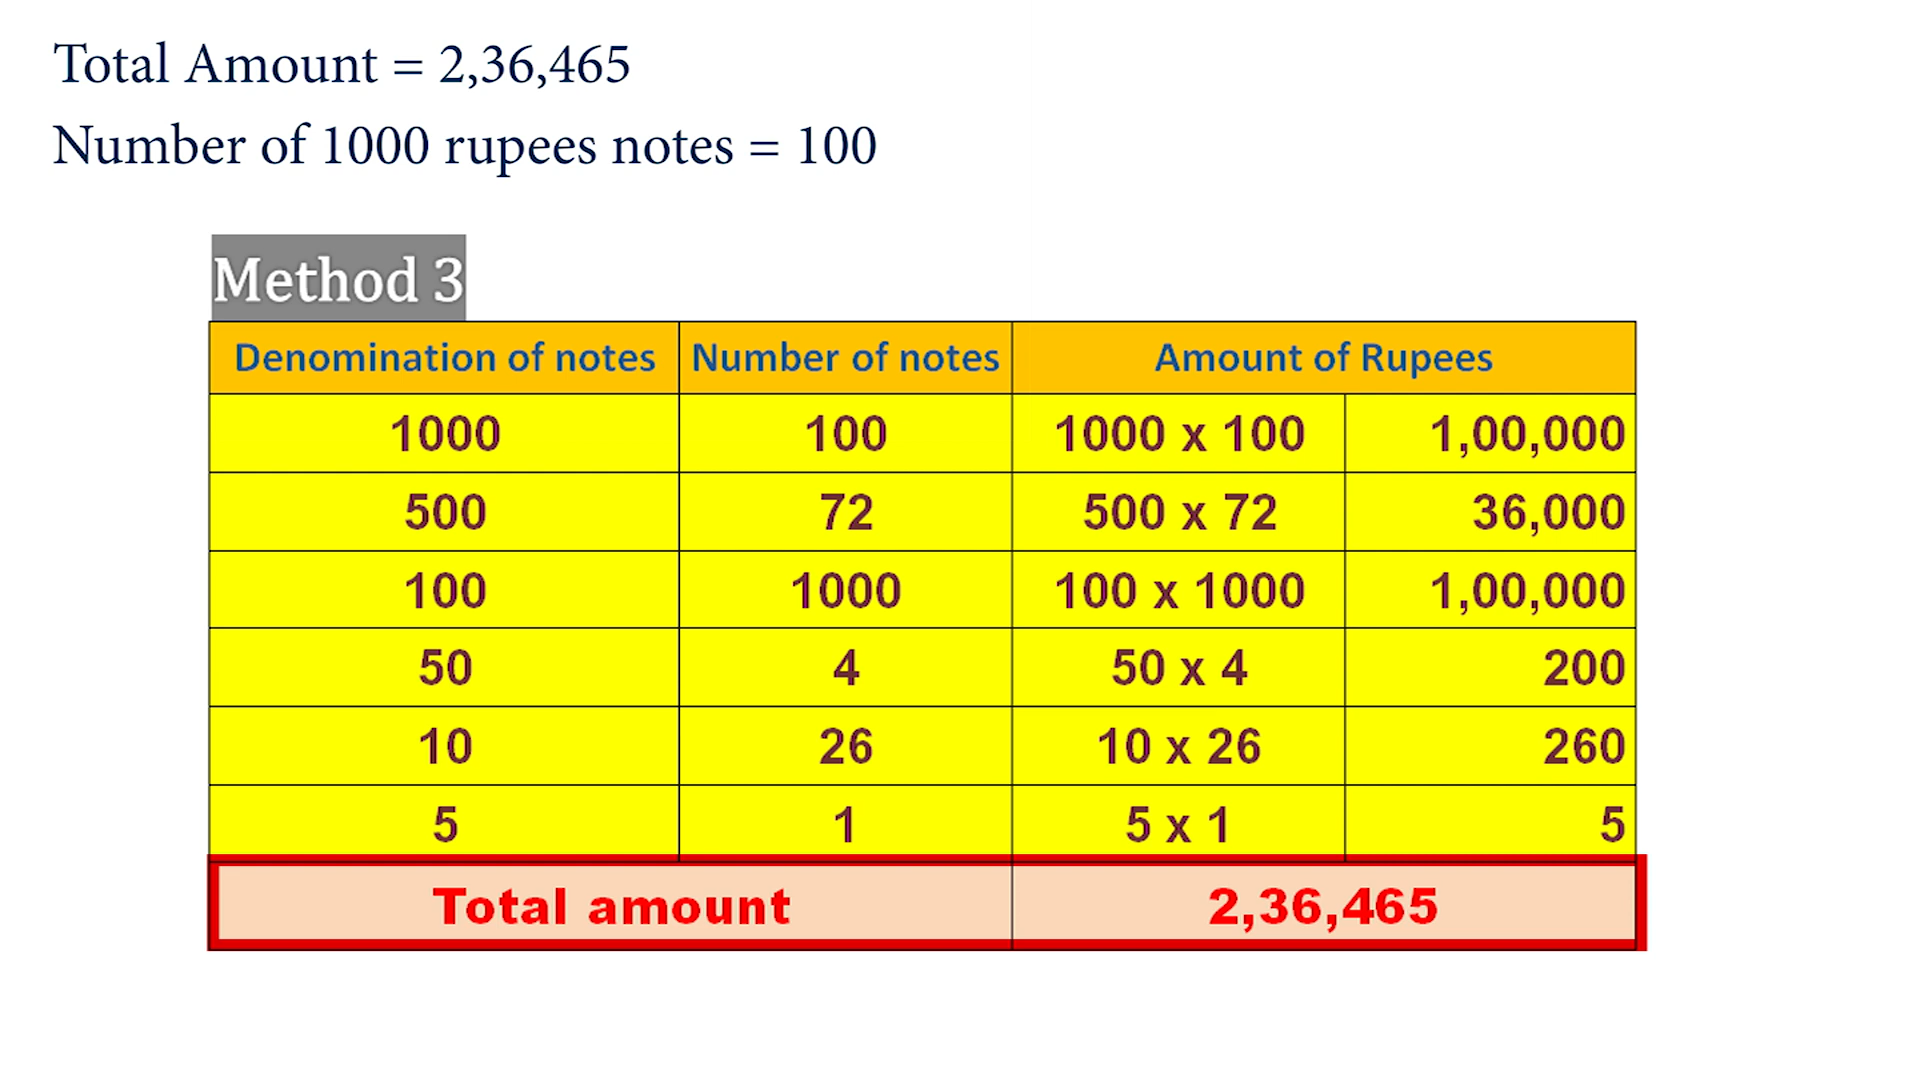 Total Amount = 2,36,465
Number of 1000 rupees notes = 100
Method 3
Denomination of notes Number of notes Amount of Rupees
1000 100 1000 x 100 1,00,000
500 72 500 x 72 36,000
100 1000 100 x 1000 1,00,000
50 4 50 x 4 200
10 26 10 x 26 260
5 1 5 x 1 5
Total amount 2,36,465